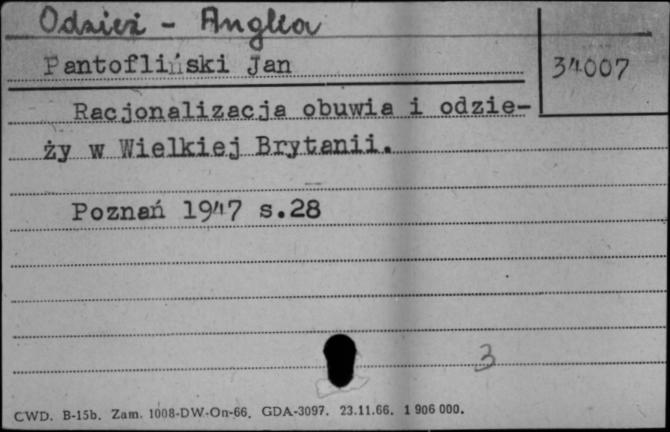 Odzież - Anglia
Pantofliński Jan
34007
Racjonalizacja obuwia i odzie-
ży w Wielkiej Brytanii.
Poznań 1947 s.28
3
CWD. B-15b. Zam. 1008-DW-On-66. GDA-3097. 23.11.66. 1 906 000.